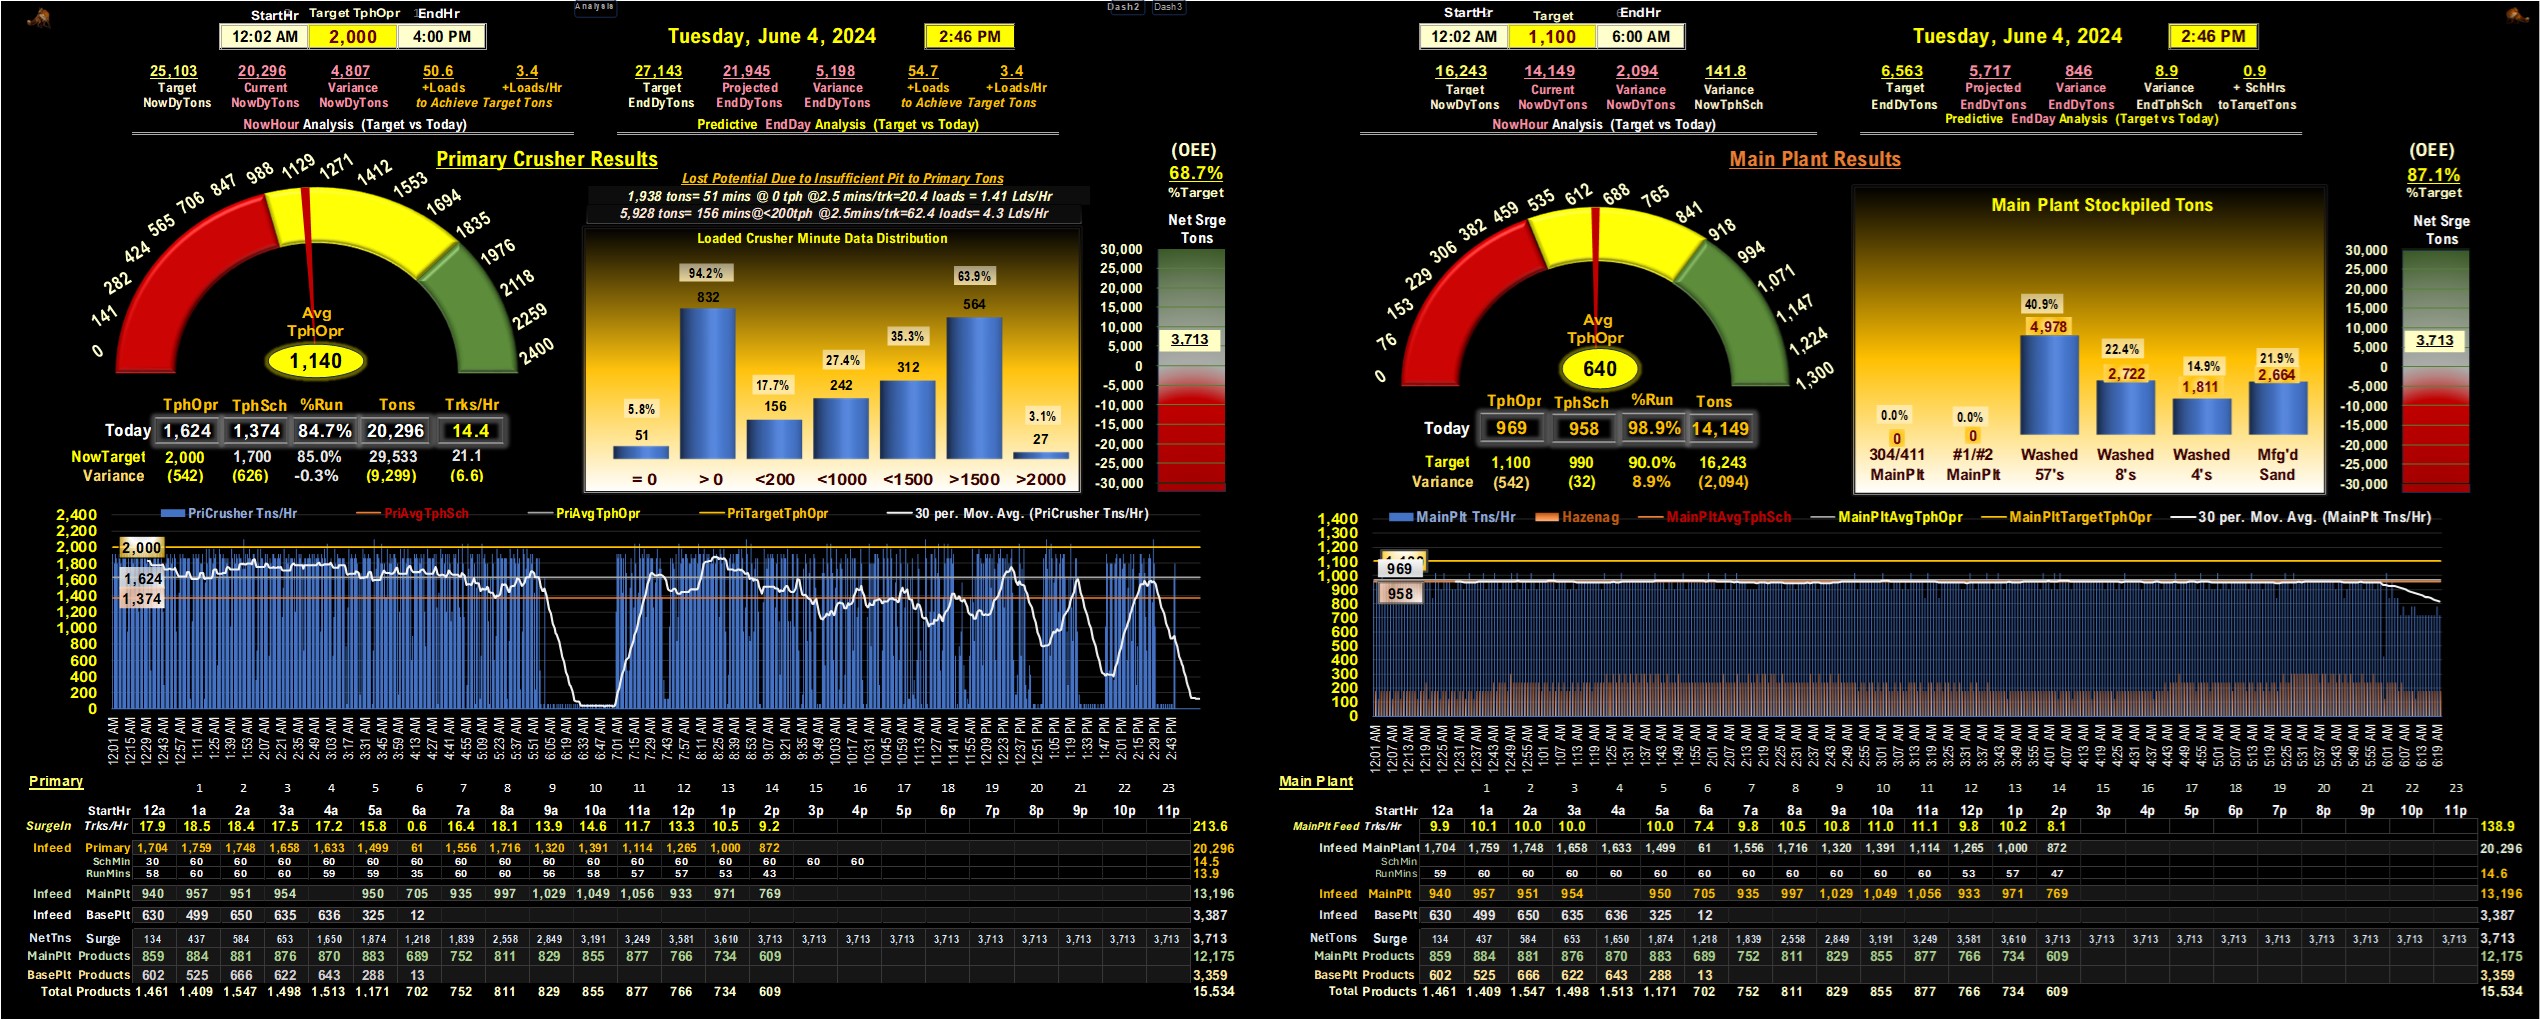 Analysis
Dash2 Dash3
StartHr Target TphOpr EndHr
12:02 AM 2,000 4:00 PM
Tuesday, June 4, 2024 2:46 PM
25,103 20,296 4,807 50.6 3.4
Target Current Variance +Loads +Loads/Hr
NowDyTons NowDyTons NowDyTons to Achieve Target Tons
NowHour Analysis (Target vs Today)
27,143 21,945 5,198 54.7 3.4
Target Projected Variance +Loads +Loads/Hr
EndDyTons EndDyTons EndDyTons to Achieve Target Tons
Predictive EndDay Analysis (Target vs Today)
Primary Crusher Results
0 141 282 424 565 706 847 988 1129 1271 1412 1553 1694 1835 1976 2118 2259 2400
Avg
TphOpr
1,140
Lost Potential Due to Insufficient Pit to Primary Tons
1,938 tons= 51 mins @ 0 tph @2.5 mins/trk=20.4 loads = 1.41 Lds/Hr
5,928 tons= 156 mins@<200tph @2.5mins/trk=62.4 loads= 4.3 Lds/Hr
Loaded Crusher Minute Data Distribution
5.8% 94.2% 17.7% 27.4% 35.3% 63.9% 3.1%
51 832 156 242 312 564 27
= 0 > 0 <200 <1000 <1500 >1500 >2000
(OEE)
68.7%
%Target
Net Srge
Tons
30,000
25,000
20,000
15,000
10,000
5,000
0
-5,000
-10,000
-15,000
-20,000
-25,000
-30,000
3,713
TphOpr TphSch %Run Tons Trks/Hr
Today 1,624 1,374 84.7% 20,296 14.4
NowTarget 2,000 1,700 85.0% 29,533 21.1
Variance (542) (626) -0.3% (9,299) (6.6)
PriCrusher Tns/Hr PriAvgTphSch PriAvgTphOpr PriTargetTphOpr 30 per. Mov. Avg. (PriCrusher Tns/Hr)
2,400
2,200
2,000
1,800
1,600
1,400
1,200
1,000
800
600
400
200
0
2,000
1,624
1,374
12:01 AM 12:15 AM 12:29 AM 12:43 AM 12:57 AM 1:11 AM 1:25 AM 1:39 AM 1:53 AM 2:07 AM 2:21 AM 2:35 AM 2:49 AM 3:03 AM 3:17 AM 3:31 AM 3:45 AM 3:59 AM 4:13 AM 4:27 AM 4:41 AM 4:55 AM 5:09 AM 5:23 AM 5:37 AM 5:51 AM 6:05 AM 6:19 AM 6:33 AM 6:47 AM 7:01 AM 7:15 AM 7:29 AM 7:43 AM 7:57 AM 8:11 AM 8:25 AM 8:39 AM 8:53 AM 9:07 AM 9:21 AM 9:35 AM 9:49 AM 10:03 AM 10:17 AM 10:31 AM 10:45 AM 10:59 AM 11:13 AM 11:27 AM 11:41 AM 11:55 AM 12:09 PM 12:23 PM 12:37 PM 12:51 PM 1:05 PM 1:19 PM 1:33 PM 1:47 PM 2:01 PM 2:15 PM 2:29 PM 2:43 PM
Primary
1 2 3 4 5 6 7 8 9 10 11 12 13 14 15 16 17 18 19 20 21 22 23
StartHr 12a 1a 2a 3a 4a 5a 6a 7a 8a 9a 10a 11a 12p 1p 2p 3p 4p 5p 6p 7p 8p 9p 10p 11p
SurgeIn Trks/Hr 17.9 18.5 18.4 17.5 17.2 15.8 0.6 16.4 18.1 13.9 14.6 11.7 13.3 10.5 9.2 213.6
Infeed Primary 1,704 1,759 1,748 1,658 1,633 1,499 61 1,556 1,716 1,320 1,391 1,114 1,265 1,000 872 20,296
SchMin 30 60 60 60 60 60 60 60 60 60 60 60 60 60 60 60 60 14.5
RunMins 58 60 60 60 59 59 35 60 60 56 58 57 57 53 43 13.9
Infeed MainPlt 940 957 951 954 950 705 935 997 1,029 1,049 1,056 933 971 769 13,196
Infeed BasePlt 630 499 650 635 636 325 12 3,387
NetTns Surge 134 437 584 653 1,650 1,874 1,218 1,839 2,558 2,849 3,191 3,249 3,581 3,610 3,713 3,713 3,713 3,713 3,713 3,713 3,713 3,713 3,713 3,713 3,713
MainPlt Products 859 884 881 876 870 883 689 752 811 829 855 877 766 734 609 12,175
BasePlt Products 602 525 666 622 643 288 13 3,359
Total Products 1,461 1,409 1,547 1,498 1,513 1,171 702 752 811 829 855 877 766 734 609 15,534
StartHr Target EndHr
12:02 AM 1,100 6:00 AM
Tuesday, June 4, 2024 2:46 PM
16,243 14,149 2,094 141.8
Target Current Variance Variance
NowDyTons NowDyTons NowDyTons NowTphSch
NowHour Analysis (Target vs Today)
6,563 5,717 846 8.9 0.9
Target Projected Variance Variance + SchHrs
EndDyTons EndDyTons EndDyTons EndTphSch toTargetTons
Predictive EndDay Analysis (Target vs Today)
Main Plant Results
0 76 153 229 306 382 459 535 612 688 765 841 918 994 1,071 1,147 1,224 1,300
Avg
TphOpr
640
Main Plant Stockpiled Tons
0.0% 0.0% 40.9% 22.4% 14.9% 21.9%
0 0 4,978 2,722 1,811 2,664
304/411 #1/#2 Washed Washed Washed Mfg'd
MainPlt MainPlt 57's 8's 4's Sand
(OEE)
87.1%
%Target
Net Srge
Tons
30,000
25,000
20,000
15,000
10,000
5,000
0
-5,000
-10,000
-15,000
-20,000
-25,000
-30,000
3,713
TphOpr TphSch %Run Tons
Today 969 958 98.9% 14,149
Target 1,100 990 90.0% 16,243
Variance (542) (32) 8.9% (2,094)
MainPlt Tns/Hr Hazenag MainPltAvgTphSch MainPltAvgTphOpr MainPltTargetTphOpr 30 per. Mov. Avg. (MainPlt Tns/Hr)
1,400
1,300
1,200
1,100
1,000
900
800
700
600
500
400
300
200
100
0
969
958
12:01 AM 12:07 AM 12:13 AM 12:19 AM 12:25 AM 12:31 AM 12:37 AM 12:43 AM 12:49 AM 12:55 AM 1:01 AM 1:07 AM 1:13 AM 1:19 AM 1:25 AM 1:31 AM 1:37 AM 1:43 AM 1:49 AM 1:55 AM 2:01 AM 2:07 AM 2:13 AM 2:19 AM 2:25 AM 2:31 AM 2:37 AM 2:43 AM 2:49 AM 2:55 AM 3:01 AM 3:07 AM 3:13 AM 3:19 AM 3:25 AM 3:31 AM 3:37 AM 3:43 AM 3:49 AM 3:55 AM 4:01 AM 4:07 AM 4:13 AM 4:19 AM 4:25 AM 4:31 AM 4:37 AM 4:43 AM 4:49 AM 4:55 AM 5:01 AM 5:07 AM 5:13 AM 5:19 AM 5:25 AM 5:31 AM 5:37 AM 5:43 AM 5:49 AM 5:55 AM 6:01 AM 6:07 AM 6:13 AM 6:19 AM
Main Plant
1 2 3 4 5 6 7 8 9 10 11 12 13 14 15 16 17 18 19 20 21 22 23
StartHr 12a 1a 2a 3a 4a 5a 6a 7a 8a 9a 10a 11a 12p 1p 2p 3p 4p 5p 6p 7p 8p 9p 10p 11p
MainPlt Feed Trks/Hr 9.9 10.1 10.0 10.0 10.0 7.4 9.8 10.5 10.8 11.0 11.1 9.8 10.2 8.1 138.9
Infeed MainPlant 1,704 1,759 1,748 1,658 1,633 1,499 61 1,556 1,716 1,320 1,391 1,114 1,265 1,000 872 20,296
SchMin
RunMins 59 60 60 60 60 60 60 60 60 60 60 60 53 57 47 14.6
Infeed MainPlt 940 957 951 954 950 705 935 997 1,029 1,049 1,056 933 971 769 13,196
Infeed BasePlt 630 499 650 635 636 325 12 3,387
NetTons Surge 134 437 584 653 1,650 1,874 1,218 1,839 2,558 2,849 3,191 3,249 3,581 3,610 3,713 3,713 3,713 3,713 3,713 3,713 3,713 3,713 3,713 3,713 3,713
MainPlt Products 859 884 881 876 870 883 689 752 811 829 855 877 766 734 609 12,175
BasePlt Products 602 525 666 622 643 288 13 3,359
Total Products 1,461 1,409 1,547 1,498 1,513 1,171 702 752 811 829 855 877 766 734 609 15,534